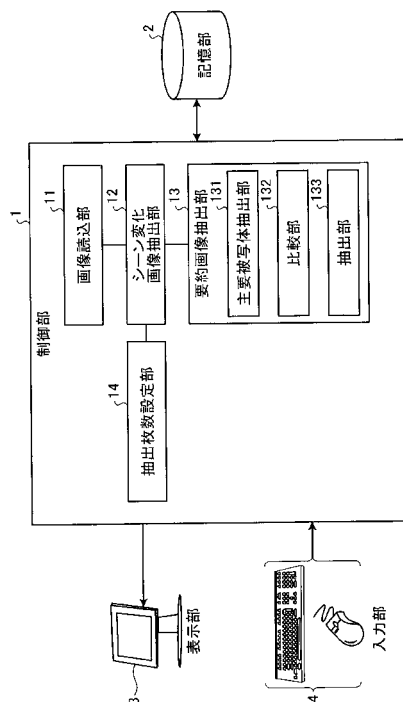 1
制御部
11
画像読込部
12
シーン変化
画像抽出部
13
要約画像抽出部
131
主要被写体抽出部
132
比較部
133
抽出部
14
抽出枚数設定部
2
記憶部
3
表示部
4
入力部